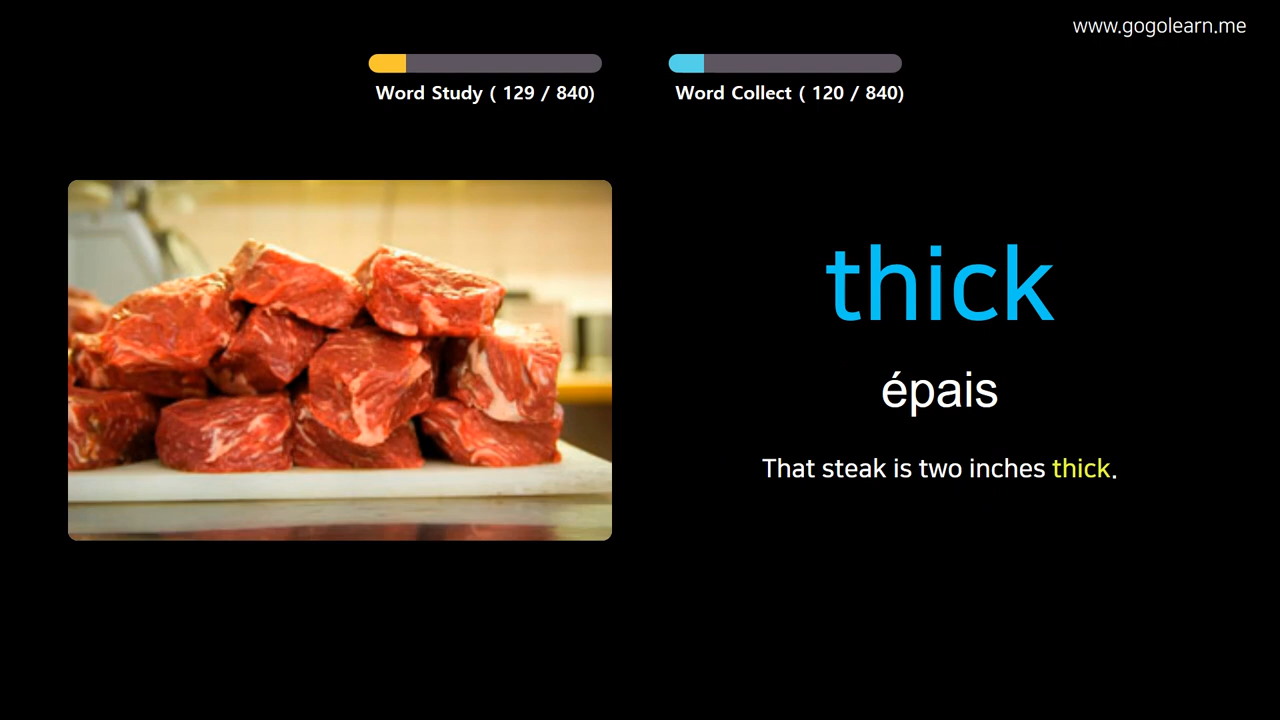 www.gogolearn.me
Word Study ( 129 / 840)
Word Collect ( 120 / 840)
thick
épais
That steak is two inches thick.